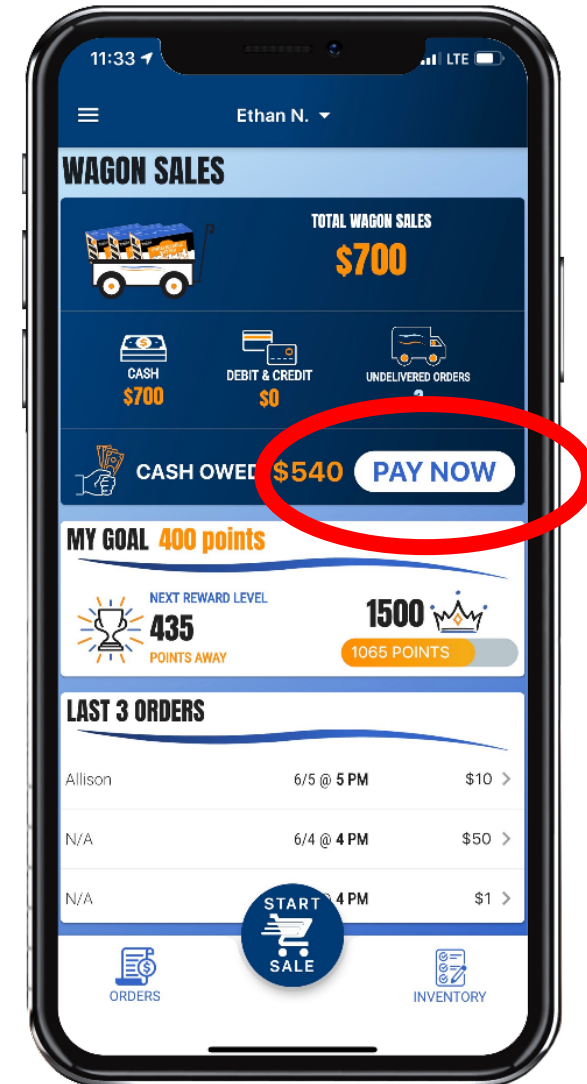 11:33
LTE
Ethan N.
WAGON SALES
TOTAL WAGON SALES
$700
CASH
$700
DEBIT & CREDIT
$0
UNDELIVERED ORDERS
CASH OWED $540 PAY NOW
MY GOAL 400 points
NEXT REWARD LEVEL
435
POINTS AWAY
1500
1065 POINTS
LAST 3 ORDERS
Allison 6/5 @ 5 PM $10
N/A 6/4 @ 4 PM $50
N/A 4 PM $1
START
SALE
ORDERS
INVENTORY